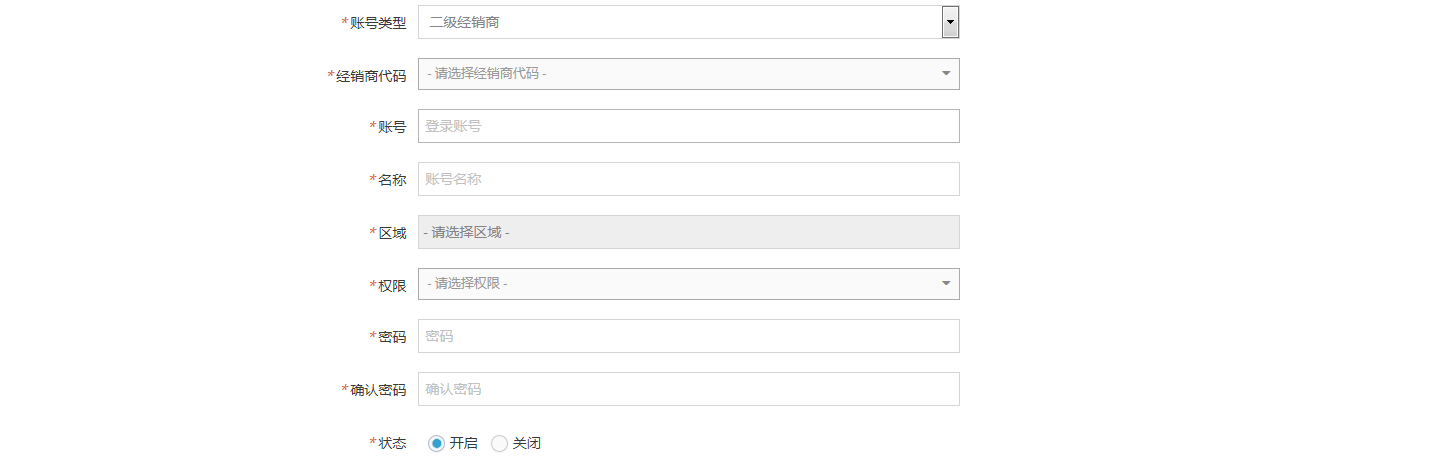 *账号类型 二级经销商
*经销商代码 - 请选择经销商代码 -
*账号 登录账号
*名称 账号名称
*区域 - 请选择区域 -
*权限 - 请选择权限 -
*密码 密码
*确认密码 确认密码
*状态 开启 关闭